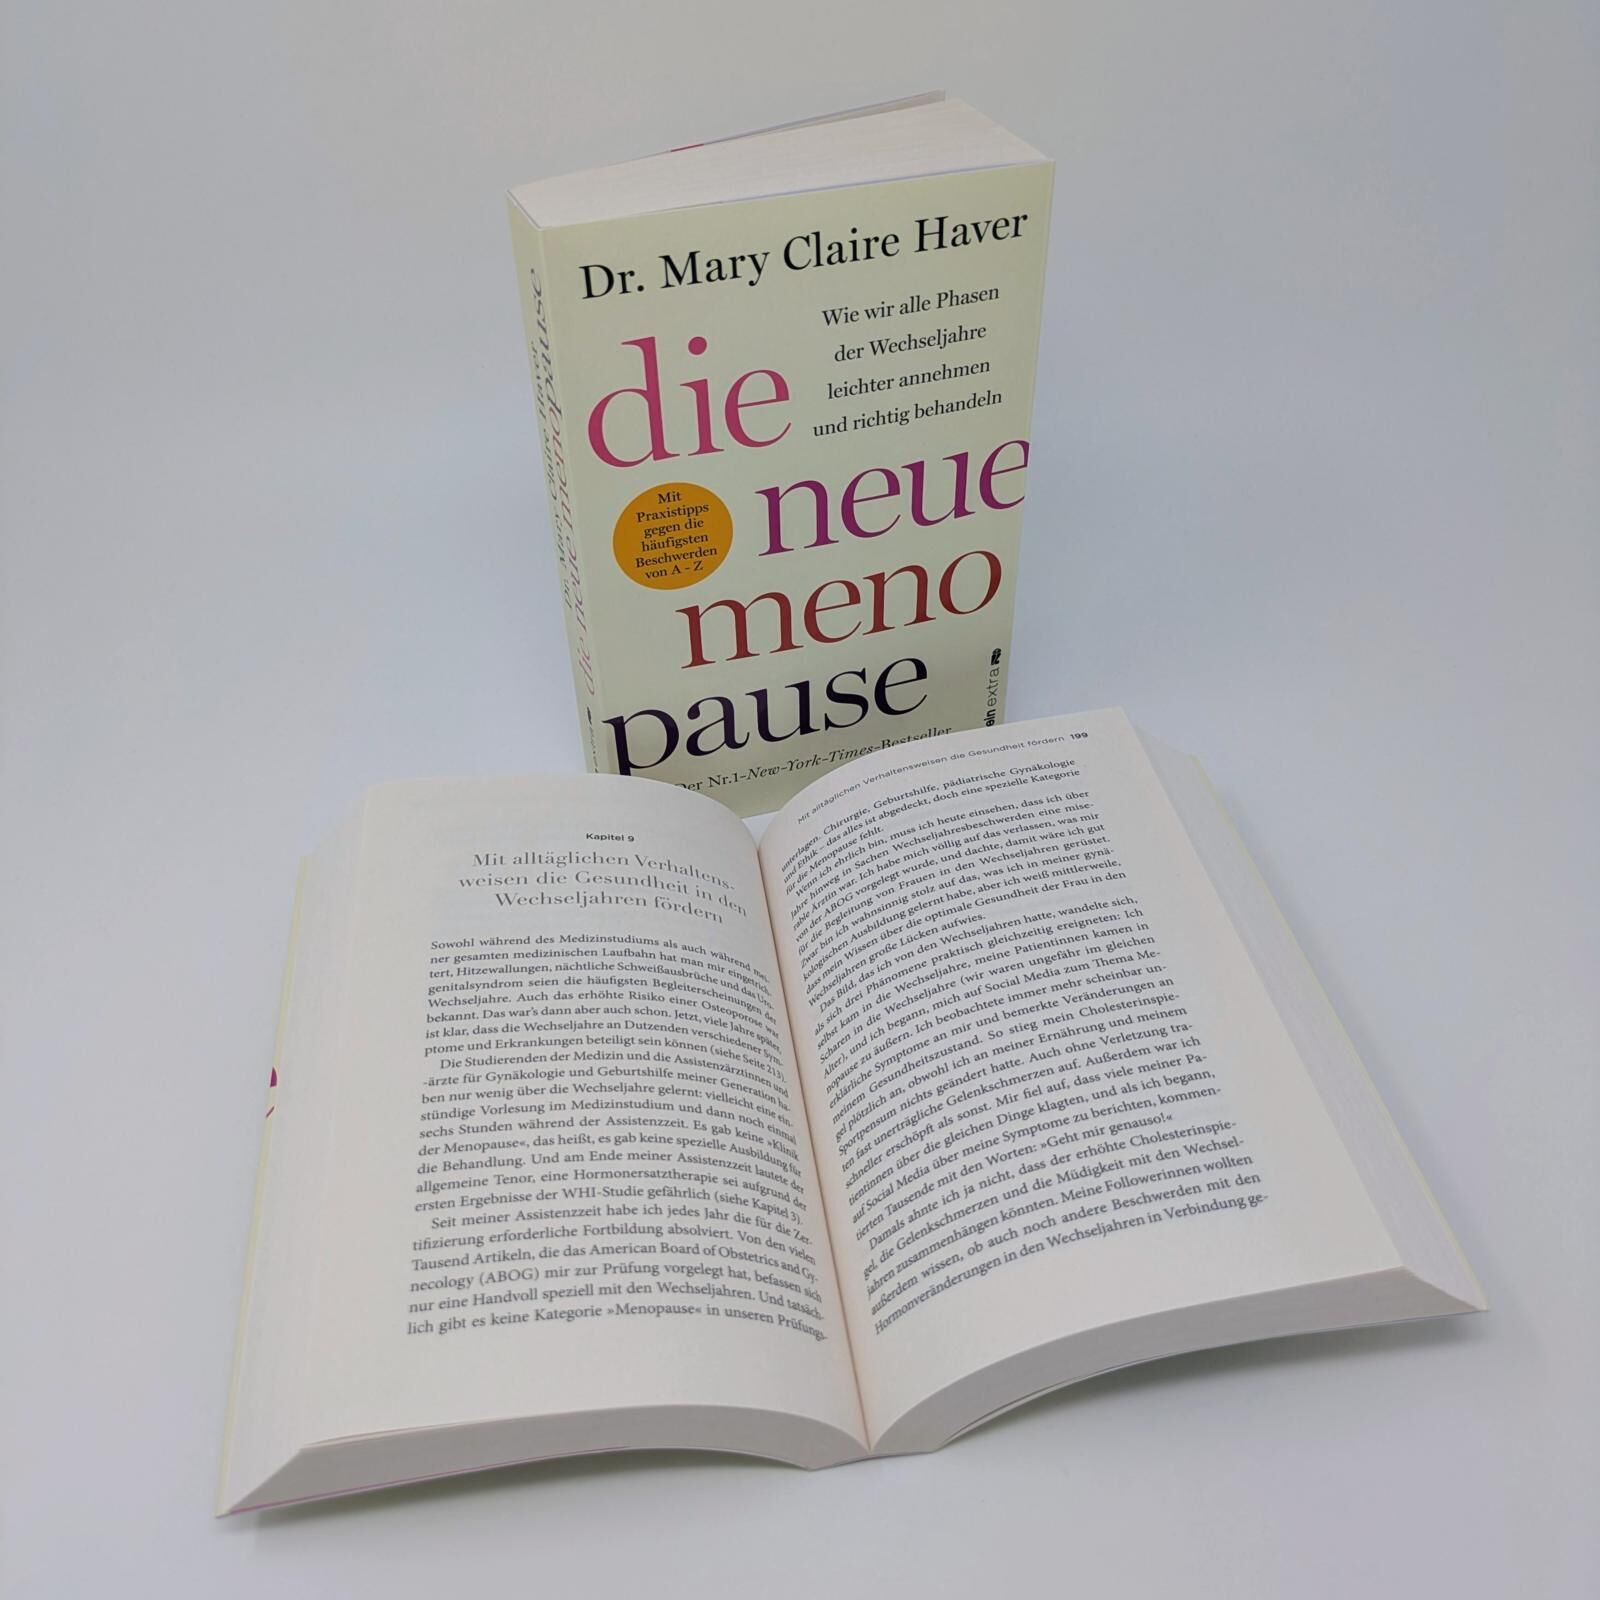 Dr. Mary Claire Haver
Wie wir alle Phasen
der Wechseljahre
leichter annehmen
und richtig behandeln
die
neue
meno
pause
Mit
Praxistipps
gegen die
häufigsten
Beschwerden
von A – Z
Der Nr.1-New-York-Times-Bestseller
extra
Dr. Mary Claire Haver
die neue menopause
Kapitel 9
Mit alltäglichen Verhaltens-
weisen die Gesundheit in den
Wechseljahren fördern
Sowohl während des Medizinstudiums als auch während mei-
ner gesamten medizinischen Laufbahn hat man mir eingetrich-
tert, Hitzewallungen, nächtliche Schweißausbrüche und das Uro-
genitalsyndrom seien die häufigsten Begleiterscheinungen der
Wechseljahre. Auch das erhöhte Risiko einer Osteoporose war
bekannt. Das war's dann aber auch schon. Jetzt, viele Jahre später,
ist klar, dass die Wechseljahre an Dutzenden verschiedener Sym-
ptome und Erkrankungen beteiligt sein können (siehe Seite 213).
Die Studierenden der Medizin und die Assistenzärztinnen und
-ärzte für Gynäkologie und Geburtshilfe meiner Generation ha-
ben nur wenig über die Wechseljahre gelernt: vielleicht eine ein-
stündige Vorlesung im Medizinstudium und dann noch einmal
sechs Stunden während der Assistenzzeit. Es gab keine »Klinik
der Menopause«, das heißt, es gab keine spezielle Ausbildung für
die Behandlung. Und am Ende meiner Assistenzzeit lautete der
allgemeine Tenor, eine Hormonersatztherapie sei aufgrund der
ersten Ergebnisse der WHI-Studie gefährlich (siehe Kapitel 3).
Seit meiner Assistenzzeit habe ich jedes Jahr die für die Zer-
tifizierung erforderliche Fortbildung absolviert. Von den vielen
Tausend Artikeln, die das American Board of Obstetrics and Gy-
necology (ABOG) mir zur Prüfung vorgelegt hat, befassen sich
nur eine Handvoll speziell mit den Wechseljahren. Und tatsäch-
lich gibt es keine Kategorie »Menopause« in unseren Prüfungs-
Mit alltäglichen Verhaltensweisen die Gesundheit fördern 199
unterlagen. Chirurgie, Geburtshilfe, pädiatrische Gynäkologie
und Ethik – das alles ist abgedeckt, doch eine spezielle Kategorie
für die Menopause fehlt.
Wenn ich ehrlich bin, muss ich heute einsehen, dass ich über
Jahre hinweg in Sachen Wechseljahresbeschwerden eine mise-
rable Ärztin war. Ich habe mich völlig auf das verlassen, was mir
von der ABOG vorgelegt wurde, und dachte, damit wäre ich gut
für die Begleitung von Frauen in den Wechseljahren gerüstet.
Zwar bin ich wahnsinnig stolz auf das, was ich in meiner gynä-
kologischen Ausbildung gelernt habe, aber ich weiß mittlerweile,
dass mein Wissen über die optimale Gesundheit der Frau in den
Wechseljahren große Lücken aufwies.
Das Bild, das ich von den Wechseljahren hatte, wandelte sich,
als sich drei Phänomene praktisch gleichzeitig ereigneten: Ich
selbst kam in die Wechseljahre, meine Patientinnen kamen in
Scharen in die Wechseljahre (wir waren ungefähr im gleichen
Alter), und ich begann, mich auf Social Media zum Thema Me-
nopause zu äußern. Ich beobachtete immer mehr scheinbar un-
erklärliche Symptome an mir und bemerkte Veränderungen an
meinem Gesundheitszustand. So stieg mein Cholesterinspie-
gel plötzlich an, obwohl ich an meiner Ernährung und meinem
Sportpensum nichts geändert hatte. Auch ohne Verletzung tra-
ten fast unerträgliche Gelenkschmerzen auf. Außerdem war ich
schneller erschöpft als sonst. Mir fiel auf, dass viele meiner Pa-
tientinnen über die gleichen Dinge klagten, und als ich begann,
auf Social Media über meine Symptome zu berichten, kommen-
tierten Tausende mit den Worten: »Geht mir genauso!«
Damals ahnte ich ja nicht, dass der erhöhte Cholesterinspie-
gel, die Gelenkschmerzen und die Müdigkeit mit den Wechsel-
jahren zusammenhängen könnten. Meine Followerinnen wollten
außerdem wissen, ob auch noch andere Beschwerden mit den
Hormonveränderungen in den Wechseljahren in Verbindung ge-